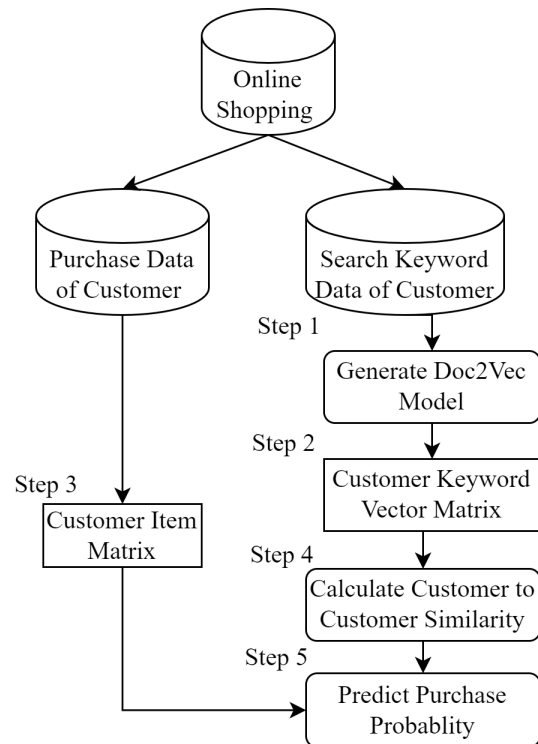 Online
Shopping
Purchase Data
of Customer
Search Keyword
Data of Customer
Step 1
Generate Doc2Vec
Model
Step 2
Customer Keyword
Vector Matrix
Step 3
Customer Item
Matrix
Step 4
Calculate Customer to
Customer Similarity
Step 5
Predict Purchase
Probablity